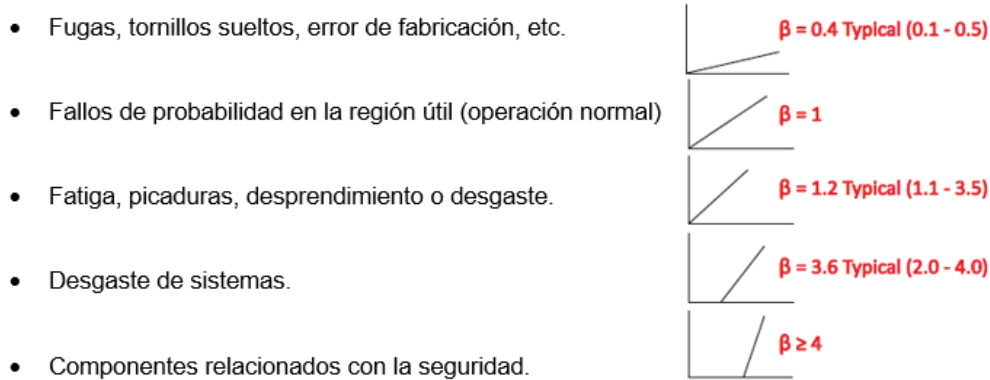 • Fugas, tornillos sueltos, error de fabricación, etc. β = 0.4 Typical (0.1 - 0.5)
• Fallos de probabilidad en la región útil (operación normal) β = 1
• Fatiga, picaduras, desprendimiento o desgaste. β = 1.2 Typical (1.1 - 3.5)
• Desgaste de sistemas. β = 3.6 Typical (2.0 - 4.0)
• Componentes relacionados con la seguridad. β ≥ 4